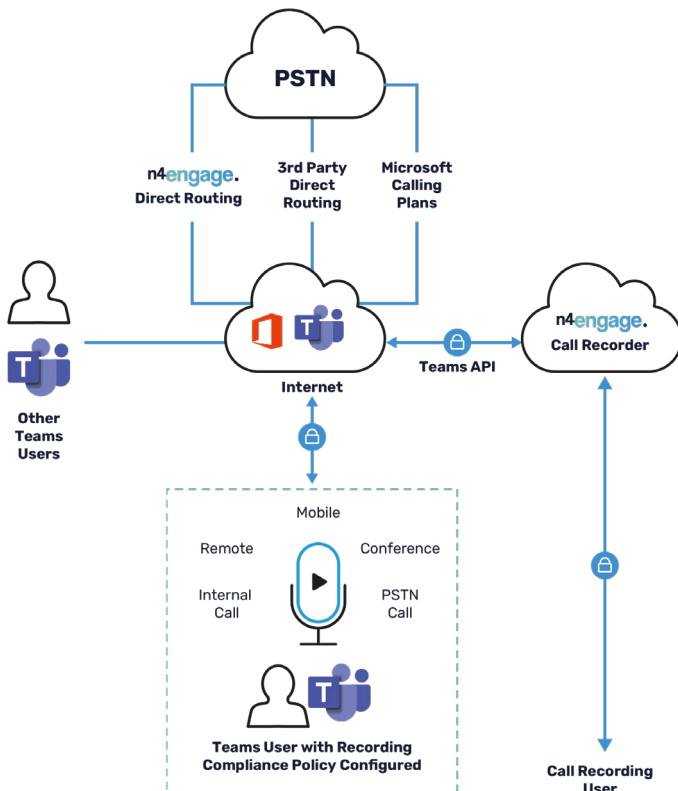 PSTN
n4engage.
Direct Routing
3rd Party
Direct
Routing
Microsoft
Calling
Plans
T
Internet
Teams API
n4engage.
Call Recorder
T
Other
Teams
Users
Mobile
Remote
Conference
Internal
Call
PSTN
Call
T
Teams User with Recording
Compliance Policy Configured
Call Recording
User